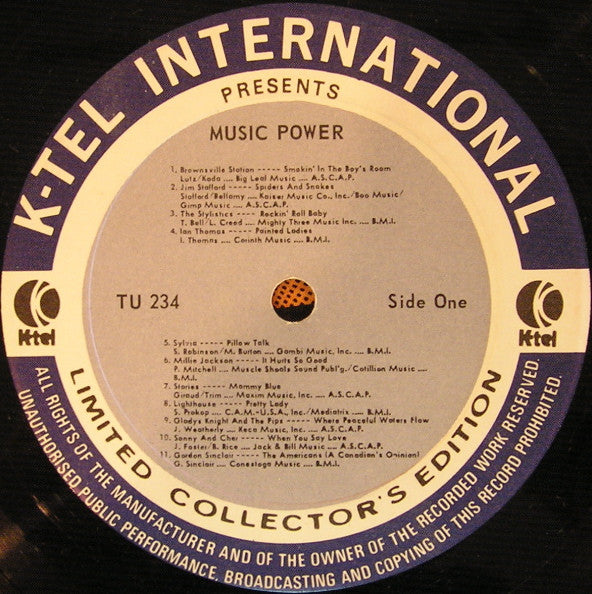 K-TEL INTERNATIONAL
PRESENTS
MUSIC POWER
1. Brownsville Station ----- Smokin' In The Boy's Room
Lutz/Koda .... Big Leaf Music .... A.S.C.A.P.
2. Jim Stafford ----- Spiders And Snakes
Stafford/Bellamy .... Kaiser Music Co., Inc./Boo Music/
Gimp Music .... A.S.C.A.P.
3. The Stylistics ---- Rockin' Roll Baby
T. Bell/L. Creed .... Mighty Three Music Inc. .... B.M.I.
4. Ian Thomas ----- Painted Ladies
I. Thomas .... Corinth Music .... B.M.I.
TU 234
Side One
K-tel
K-tel
5. Sylvia ----- Pillow Talk
S. Robinson/M. Burton .... Gambi Music, Inc. .... B.M.I.
6. Millie Jackson ----- It Hurts So Good
P. Mitchell .... Muscle Shoals Sound Publ'g./Cotillion Music ....
B.M.I.
7. Stories ----- Mammy Blue
Giraud/Trim .... Maxim Music, Inc. .... A.S.C.A.P.
8. Lighthouse ----- Pretty Lady
S. Prokop .... C.A.M.-U.S.A., Inc./Mediatrix .... B.M.I.
9. Gladys Knight And The Pips ----- Where Peaceful Waters Flow
J. Weatherly .... Keca Music, Inc. .... A.S.C.A.P.
10. Sonny And Cher ----- When You Say Love
J. Foster/B. Rice .... Jack & Bill Music .... A.S.C.A.P.
11. Gordon Sinclair ----- The Americans (A Canadian's Opinion)
G. Sinclair .... Conestoga Music .... B.M.I.
LIMITED COLLECTOR'S EDITION
ALL RIGHTS OF THE MANUFACTURER AND OF THE OWNER OF THE RECORDED WORK RESERVED.
UNAUTHORISED PUBLIC PERFORMANCE, BROADCASTING AND COPYING OF THIS RECORD PROHIBITED.